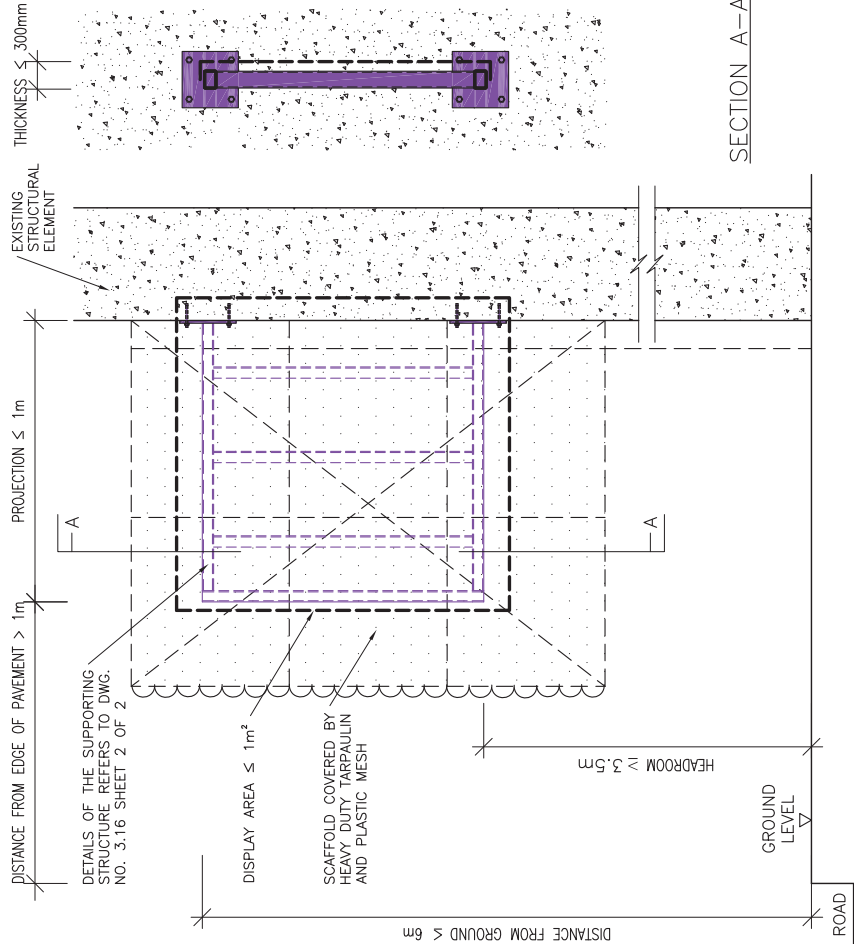 DISTANCE FROM EDGE OF PAVEMENT > 1m
PROJECTION ≤ 1m
THICKNESS ≤ 300mm
EXISTING
STRUCTURAL
ELEMENT
DETAILS OF THE SUPPORTING
STRUCTURE REFERS TO DWG.
NO. 3.16 SHEET 2 OF 2
A
A
DISPLAY AREA ≤ 1m²
SCAFFOLD COVERED BY
HEAVY DUTY TARPAULIN
AND PLASTIC MESH
HEADROOM ≥ 3.5m
DISTANCE FROM GROUND ≤ 6m
GROUND
LEVEL
ROAD
SECTION A-A